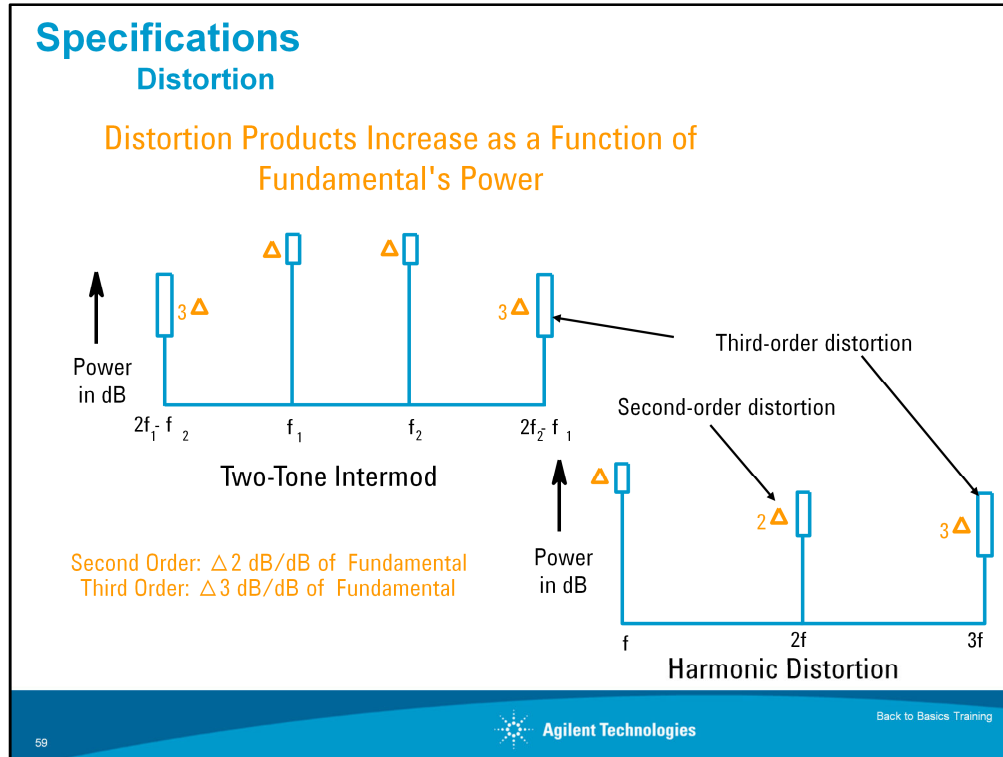 Specifications
Distortion
Distortion Products Increase as a Function of
Fundamental's Power
Δ
Δ
3 Δ
3 Δ
Power
in dB
2f1- f 2
f 1
f2
2f2- f 1
Third-order distortion
Second-order distortion
Two-Tone Intermod
Δ
2 Δ
3 Δ
Power
in dB
Second Order: Δ2 dB/dB of Fundamental
Third Order: Δ3 dB/dB of Fundamental
f
2f
3f
Harmonic Distortion
59
Agilent Technologies
Back to Basics Training